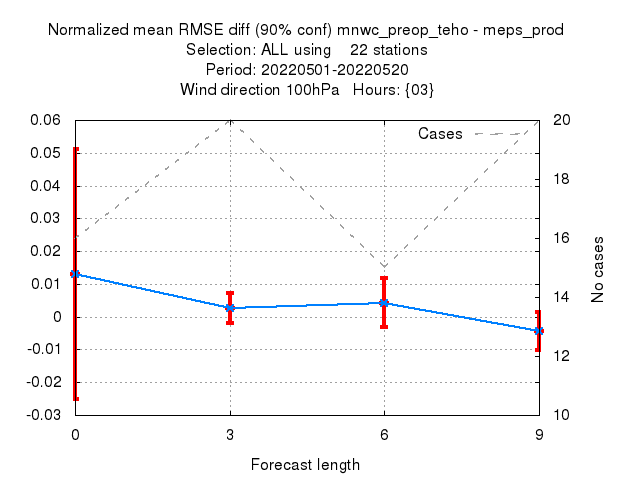 Normalized mean RMSE diff (90% conf) mnwc_preop_teho - meps_prod
Selection: ALL using    22 stations
Period: 20220501-20220520
Wind direction 100hPa   Hours: {03}
Cases
0.06
0.05
0.04
0.03
0.02
0.01
0
-0.01
-0.02
-0.03
20
18
16
14
12
10
No cases
0 3 6 9
Forecast length